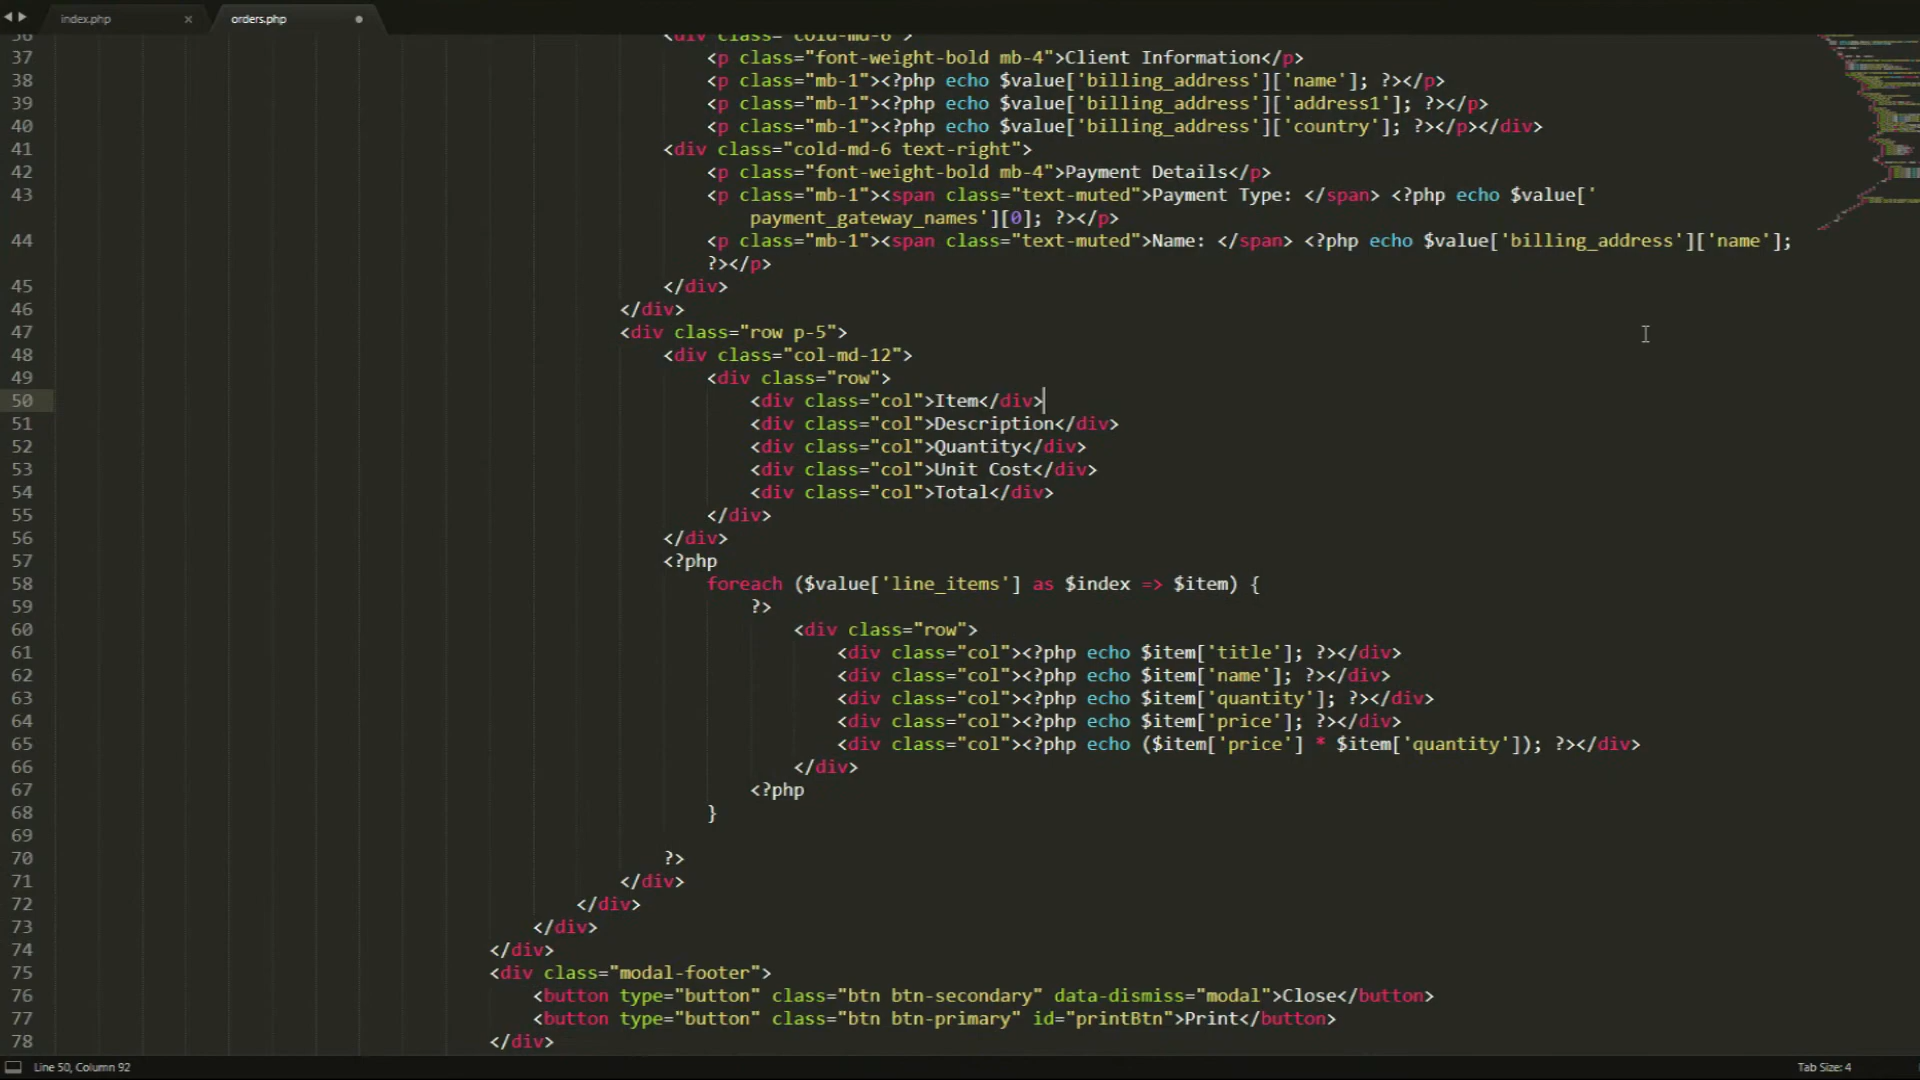 index.php ×
orders.php
36 <div class="cold-md-6">
37 <p class="font-weight-bold mb-4">Client Information</p>
38 <p class="mb-1"><?php echo $value['billing_address']['name']; ?></p>
39 <p class="mb-1"><?php echo $value['billing_address']['address1']; ?></p>
40 <p class="mb-1"><?php echo $value['billing_address']['country']; ?></p></div>
41 <div class="cold-md-6 text-right">
42 <p class="font-weight-bold mb-4">Payment Details</p>
43 <p class="mb-1"><span class="text-muted">Payment Type: </span> <?php echo $value['
payment_gateway_names'][0]; ?></p>
44 <p class="mb-1"><span class="text-muted">Name: </span> <?php echo $value['billing_address']['name'];
?></p>
45 </div>
46 </div>
47 <div class="row p-5">
48 <div class="col-md-12">
49 <div class="row">
50 <div class="col">Item</div>
51 <div class="col">Description</div>
52 <div class="col">Quantity</div>
53 <div class="col">Unit Cost</div>
54 <div class="col">Total</div>
55 </div>
56 </div>
57 <?php
58 foreach ($value['line_items'] as $index => $item) {
59 ?>
60 <div class="row">
61 <div class="col"><?php echo $item['title']; ?></div>
62 <div class="col"><?php echo $item['name']; ?></div>
63 <div class="col"><?php echo $item['quantity']; ?></div>
64 <div class="col"><?php echo $item['price']; ?></div>
65 <div class="col"><?php echo ($item['price'] * $item['quantity']); ?></div>
66 </div>
67 <?php
68 }
69
70 ?>
71 </div>
72 </div>
73 </div>
74 </div>
75 <div class="modal-footer">
76 <button type="button" class="btn btn-secondary" data-dismiss="modal">Close</button>
77 <button type="button" class="btn btn-primary" id="printBtn">Print</button>
78 </div>
Line 50, Column 92
Tab Size: 4